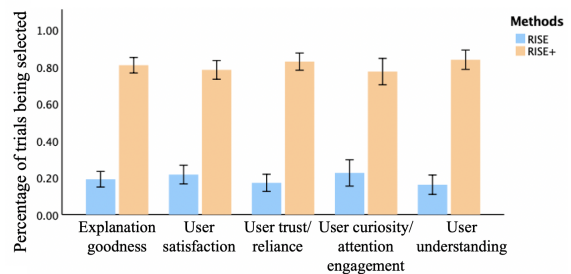 Methods
RISE
RISE+
Percentage of trials being selected
1.00
0.80
0.60
0.40
0.20
0.00
Explanation
goodness
User
satisfaction
User trust/
reliance
User curiosity/
attention
engagement
User
understanding